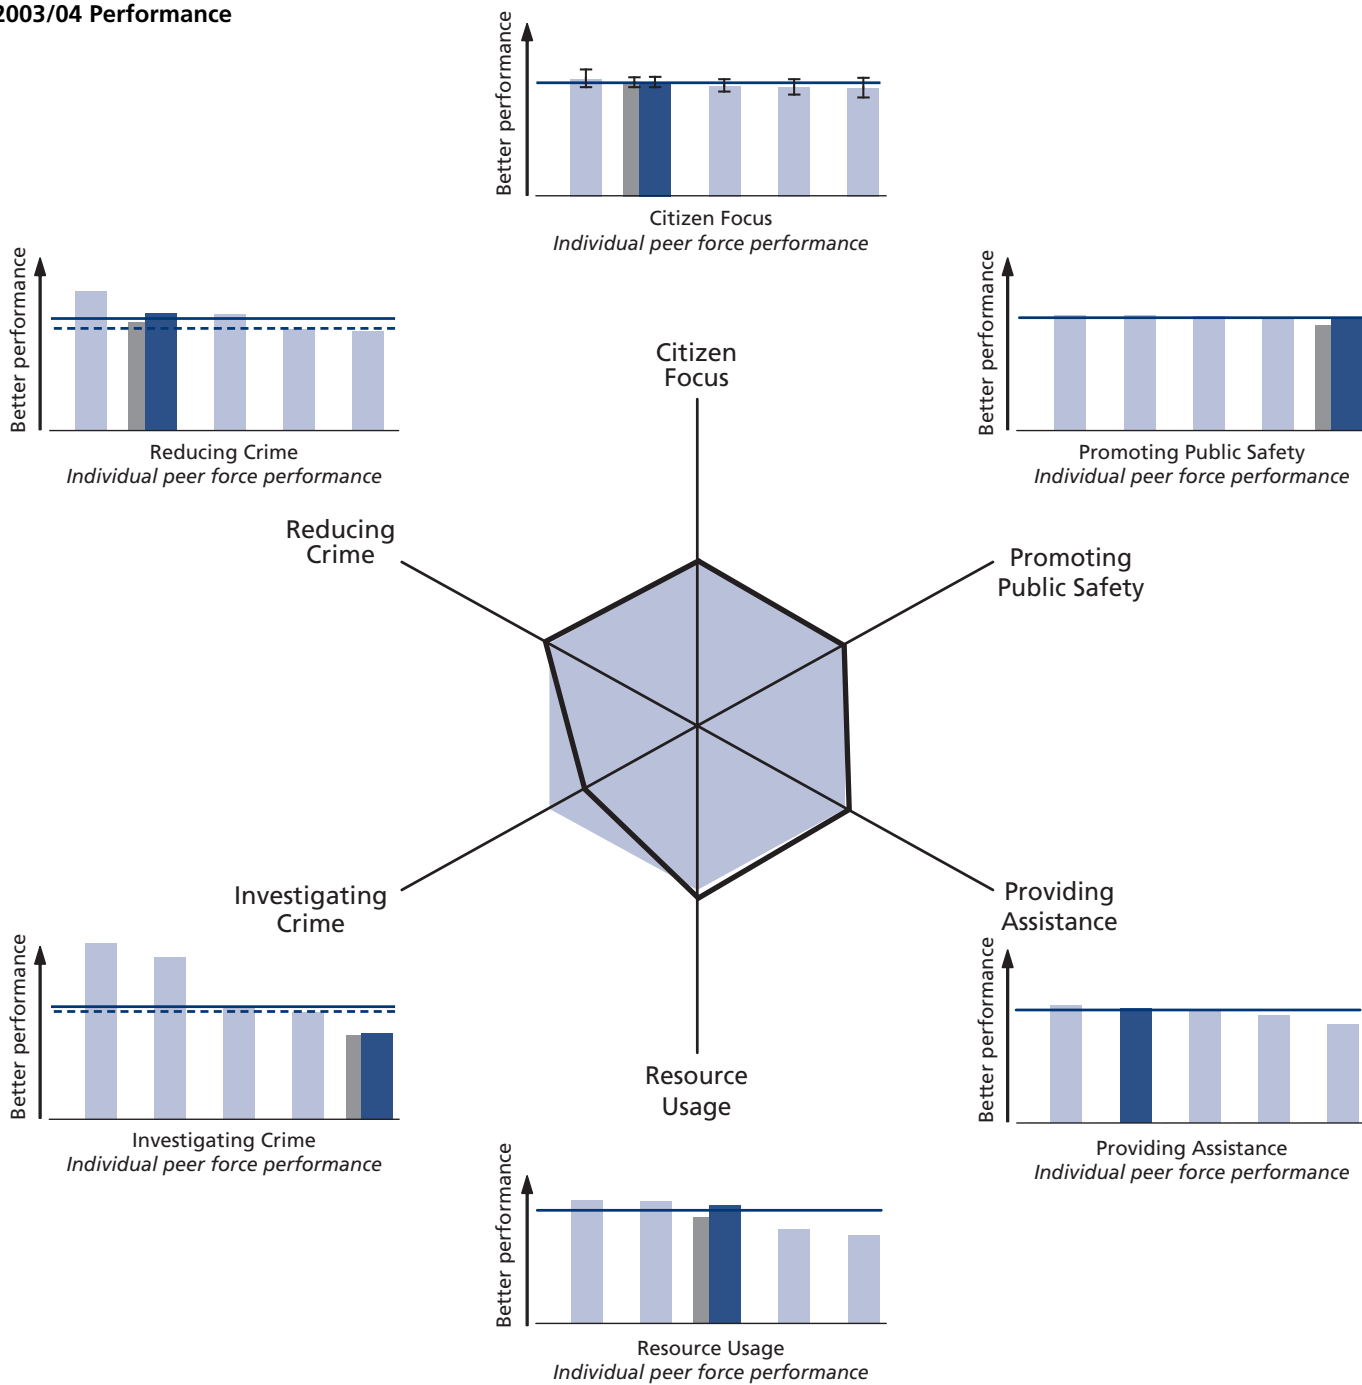 2003/04 Performance
Better performance
Citizen Focus
Individual peer force performance
Better performance
Reducing Crime
Individual peer force performance
Better performance
Promoting Public Safety
Individual peer force performance
Citizen
Focus
Reducing
Crime
Promoting
Public Safety
Investigating
Crime
Providing
Assistance
Resource
Usage
Better performance
Investigating Crime
Individual peer force performance
Better performance
Providing Assistance
Individual peer force performance
Better performance
Resource Usage
Individual peer force performance